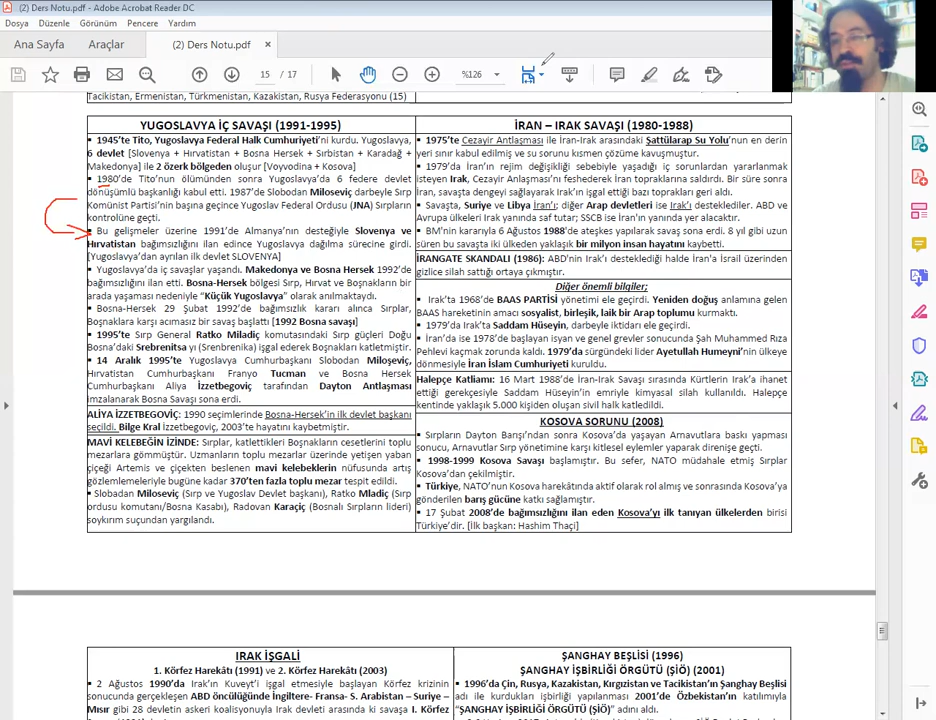 (2) Ders Notu.pdf - Adobe Acrobat Reader DC
Dosya Düzenle Görünüm Pencere Yardım
Ana Sayfa Araçlar (2) Ders Notu.pdf ×
15 / 17 %126
Tacikistan, Ermenistan, Türkmenistan, Kazakistan, Rusya Federasyonu (15)
YUGOSLAVYA İÇ SAVAŞI (1991-1995)
▪ 1945'te Tito, Yugoslavya Federal Halk Cumhuriyeti'ni kurdu. Yugoslavya,
6 devlet [Slovenya + Hırvatistan + Bosna Hersek + Sırbistan + Karadağ +
Makedonya] ile 2 özerk bölgeden oluşur [Voyvodina + Kosova]
▪ 1980'de Tito'nun ölümünden sonra Yugoslavya'da 6 federe devlet
dönüşümlü başkanlığı kabul etti. 1987'de Slobodan Miloseviç darbeyle Sırp
Komünist Partisi'nin başına geçince Yugoslav Federal Ordusu (JNA) Sırpların
kontrolüne geçti.
▪ Bu gelişmeler üzerine 1991'de Almanya'nın desteğiyle Slovenya ve
Hırvatistan bağımsızlığını ilan edince Yugoslavya dağılma sürecine girdi.
[Yugoslavya'dan ayrılan ilk devlet SLOVENYA]
▪ Yugoslavya'da iç savaşlar yaşandı. Makedonya ve Bosna Hersek 1992'de
bağımsızlığını ilan etti. Bosna-Hersek bölgesi Sırp, Hırvat ve Boşnakların bir
arada yaşaması nedeniyle "Küçük Yugoslavya" olarak anılmaktaydı.
▪ Bosna-Hersek 29 Şubat 1992'de bağımsızlık kararı alınca Sırplar,
Boşnaklara karşı acımasız bir savaş başlattı [1992 Bosna savaşı]
▪ 1995'te Sırp General Ratko Miladiç komutasındaki Sırp güçleri Doğu
Bosna'daki Srebrenitsa yı (Srenbrenika) işgal ederek Boşnakları katletmiştir.
▪ 14 Aralık 1995'te Yugoslavya Cumhurbaşkanı Slobodan Miloşeviç,
Hırvatistan Cumhurbaşkanı Franyo Tucman ve Bosna Hersek
Cumhurbaşkanı Aliya İzzetbegoviç tarafından Dayton Antlaşması
imzalanarak Bosna Savaşı sona erdi.
ALİYA İZZETBEGOVİÇ: 1990 seçimlerinde Bosna-Hersek'in ilk devlet başkanı
seçildi. Bilge Kral İzzetbegoviç, 2003'te hayatını kaybetmiştir.
MAVİ KELEBEĞİN İZİNDE: Sırplar, katlettikleri Boşnakların cesetlerini toplu
mezarlara gömmüştür. Uzmanların toplu mezarlar üzerinde yetişen yaban
çiçeği Artemis ve çiçekten beslenen mavi kelebeklerin nüfusunda artış
gözlemlemeleriyle bugüne kadar 370'ten fazla toplu mezar tespit edildi.
▪ Slobadan Miloseviç (Sırp ve Yugoslav Devlet başkanı), Ratko Mladiç (Sırp
ordusu komutanı/Bosna Kasabı), Radovan Karaçiç (Bosnalı Sırpların lideri)
soykırım suçundan yargılandı.
İRAN – IRAK SAVAŞI (1980-1988)
▪ 1975'te Cezayir Antlaşması ile İran-Irak arasındaki Şattülarap Su Yolu'nun en derin
yeri sınır kabul edilmiş ve su sorunu kısmen çözüme kavuşmuştur.
▪ 1979'da İran'ın rejim değişikliği sebebiyle yaşadığı iç sorunlardan yararlanmak
isteyen Irak, Cezayir Anlaşması'nı feshederek İran topraklarına saldırdı. Bir süre sonra
İran, savaşta dengeyi sağlayarak Irak'ın işgal ettiği bazı toprakları geri aldı.
▪ Savaşta, Suriye ve Libya İran'ı; diğer Arap devletleri ise Irak'ı desteklediler. ABD ve
Avrupa ülkeleri Irak yanında saf tutar; SSCB ise İran'ın yanında yer alacaktır.
▪ BM'nin kararıyla 6 Ağustos 1988'de ateşkes yapılarak savaş sona erdi. 8 yıl gibi uzun
süren bu savaşta iki ülkeden yaklaşık bir milyon insan hayatını kaybetti.
İRANGATE SKANDALI (1986): ABD'nin Irak'ı desteklediği halde İran'a İsrail üzerinden
gizlice silah sattığı ortaya çıkmıştır.
Diğer önemli bilgiler;
▪ Irak'ta 1968'de BAAS PARTİSİ yönetimi ele geçirdi. Yeniden doğuş anlamına gelen
BAAS hareketinin amacı sosyalist, birleşik, laik bir Arap toplumu kurmaktı.
▪ 1979'da Irak'ta Saddam Hüseyin, darbeyle iktidarı ele geçirdi.
▪ İran'da ise 1978'de başlayan isyan ve genel grevler sonucunda Şah Muhammed Rıza
Pehlevi kaçmak zorunda kaldı. 1979'da sürgündeki lider Ayetullah Humeyni'nin ülkeye
dönmesiyle İran İslam Cumhuriyeti kuruldu.
Halepçe Katliamı: 16 Mart 1988'de İran-Irak Savaşı sırasında Kürtlerin Irak'a ihanet
ettiği gerekçesiyle Saddam Hüseyin'in emriyle kimyasal silah kullanıldı. Halepçe
kentinde yaklaşık 5.000 kişiden oluşan sivil halk katledildi.
KOSOVA SORUNU (2008)
▪ Sırpların Dayton Barışı'ndan sonra Kosova'da yaşayan Arnavutlara baskı yapması
sonucu, Arnavutlar Sırp yönetimine karşı kitlesel eylemler yaparak direnişe geçti.
▪ 1998-1999 Kosova Savaşı başlamıştır. Bu sefer, NATO müdahale etmiş Sırplar
Kosova'dan çekilmiştir.
▪ Türkiye, NATO'nun Kosova harekâtında aktif olarak rol almış ve sonrasında Kosova'ya
gönderilen barış gücüne katkı sağlamıştır.
▪ 17 Şubat 2008'de bağımsızlığını ilan eden Kosova'yı ilk tanıyan ülkelerden birisi
Türkiye'dir. [İlk başkan: Hashim Thaçi]
IRAK İŞGALİ
1. Körfez Harekâtı (1991) ve 2. Körfez Harekâtı (2003)
▪ 2 Ağustos 1990'da Irak'ın Kuveyt'i işgal etmesiyle başlayan Körfez krizinin
sonucunda gerçekleşen ABD öncülüğünde İngiltere- Fransa- S. Arabistan – Suriye –
Mısır gibi 28 devletin askeri koalisyonuyla Irak devleti arasında ki savaşa I. Körfez
ŞANGHAY BEŞLİSİ (1996)
ŞANGHAY İŞBİRLİĞİ ÖRGÜTÜ (ŞİÖ) (2001)
▪ 1996'da Çin, Rusya, Kazakistan, Kırgızistan ve Tacikistan'ın Şanghay Beşlisi
adı ile kurdukları işbirliği yapılanması 2001'de Özbekistan'ın katılımıyla
"ŞANGHAY İŞBİRLİĞİ ÖRGÜTÜ" adını aldı.